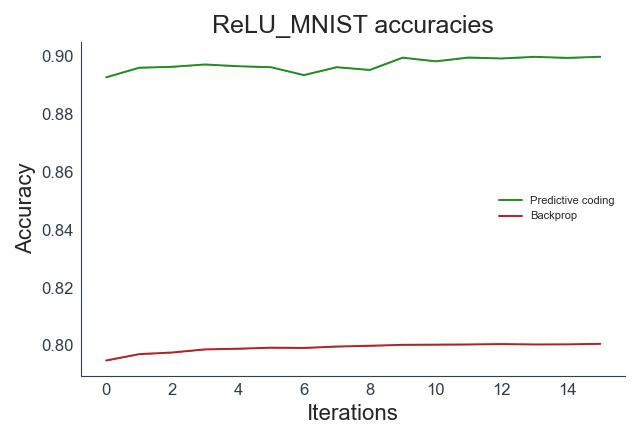 ReLU_MNIST accuracies
0.90
0.88
0.86
0.84
0.82
0.80
Accuracy
Predictive coding
Backprop
0 2 4 6 8 10 12 14
Iterations